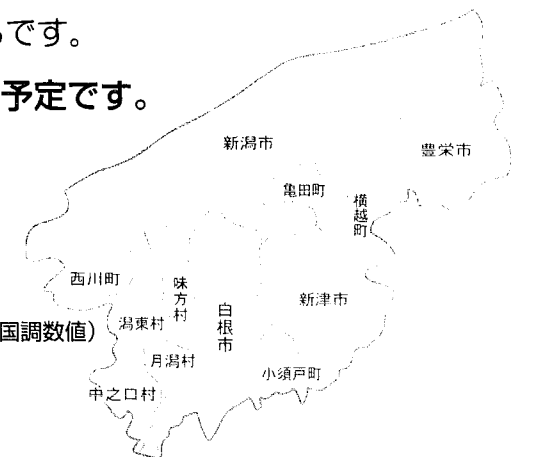 らです。
予定です。
新潟市
豊栄市
亀田町
横越町
西川町
味方村
白根市
新津市
潟東村
国調数値）
月潟村
小須戸町
中之口村